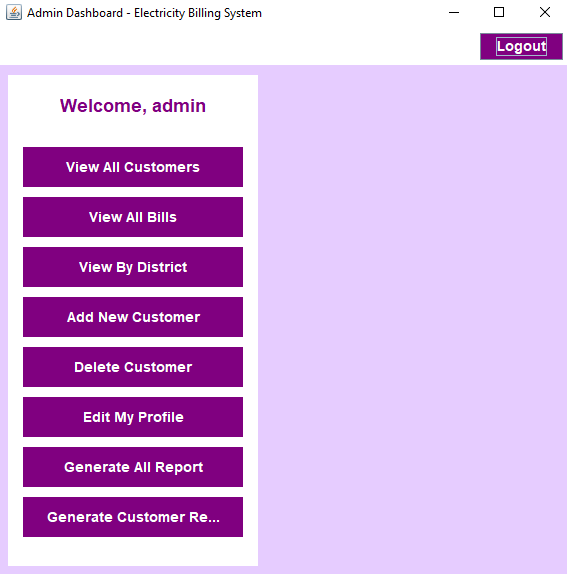 Admin Dashboard - Electricity Billing System
Logout
Welcome, admin
View All Customers
View All Bills
View By District
Add New Customer
Delete Customer
Edit My Profile
Generate All Report
Generate Customer Re...